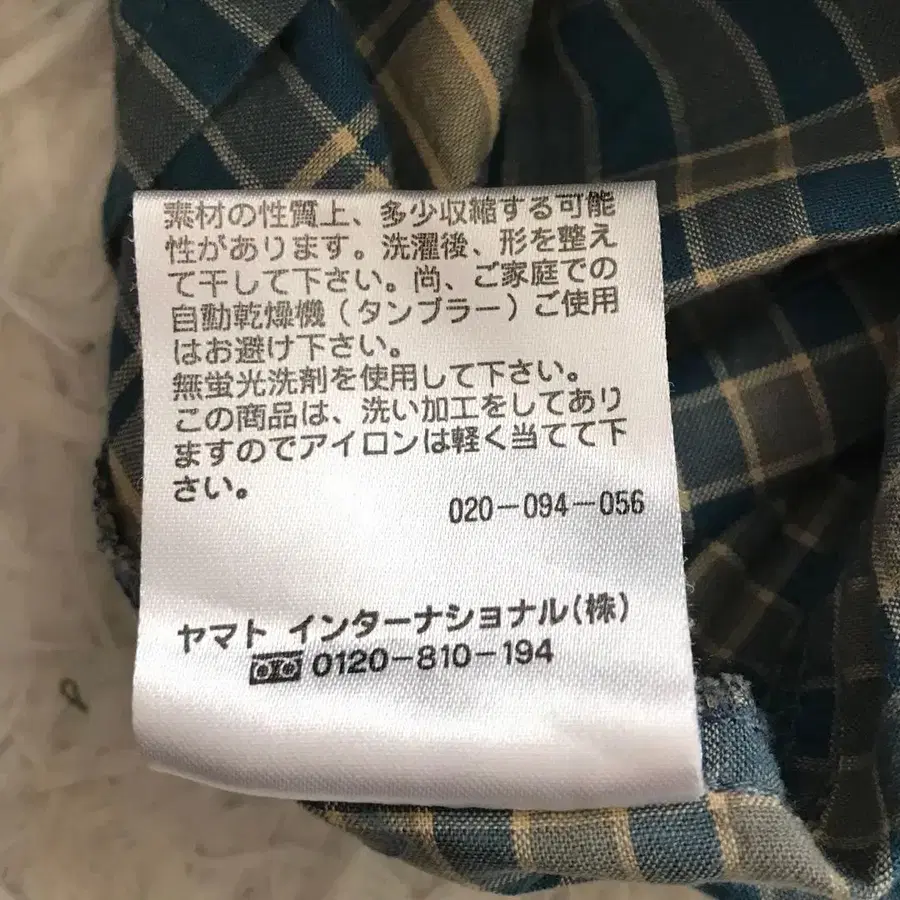 素材の性質上、多少収縮する可能
性があります。洗濯後、形を整え
て干して下さい。尚、ご家庭での
自動乾燥機(タンブラー)ご使用
はお避け下さい。
無蛍光洗剤を使用して下さい。
この商品は、洗い加工をしてあり
ますのでアイロンは軽く当てて下
さい。
020-094-056
ヤマト インターナショナル(株)
0120-810-194